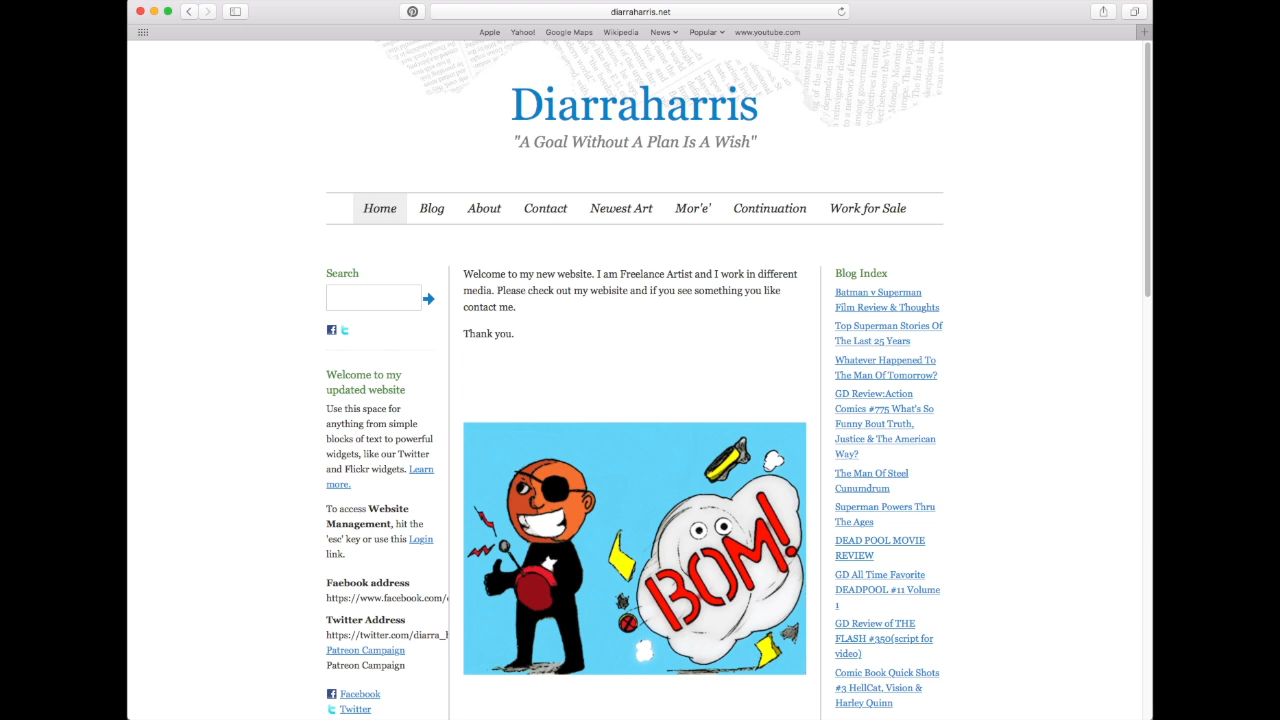 diarraharris.net
Apple Yahoo! Google Maps Wikipedia News Popular www.youtube.com
Diarraharris
"A Goal Without A Plan Is A Wish"
Home Blog About Contact Newest Art Mor'e' Continuation Work for Sale
Search
Welcome to my
updated website
Use this space for
anything from simple
blocks of text to powerful
widgets, like our Twitter
and Flickr widgets. Learn
more.
To access Website
Management, hit the
'esc' key or use this Login
link.
Faebook address
https://www.facebook.com/
Twitter Address
https://twitter.com/diarra_h
Patreon Campaign
Patreon Campaign
Facebook
Twitter
Welcome to my new website. I am Freelance Artist and I work in different
media. Please check out my webisite and if you see something you like
contact me.
Thank you.
BOM!
Blog Index
Batman v Superman
Film Review & Thoughts
Top Superman Stories Of
The Last 25 Years
Whatever Happened To
The Man Of Tomorrow?
GD Review:Action
Comics #775 What's So
Funny Bout Truth,
Justice & The American
Way?
The Man Of Steel
Cunumdrum
Superman Powers Thru
The Ages
DEAD POOL MOVIE
REVIEW
GD All Time Favorite
DEADPOOL #11 Volume
1
GD Review of THE
FLASH #350(script for
video)
Comic Book Quick Shots
#3 HellCat, Vision &
Harley Quinn